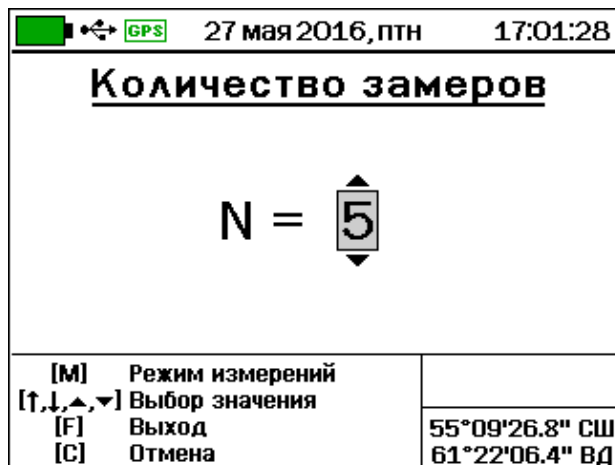 GPS 27 мая 2016, птн 17:01:28
Количество замеров
N = 5
[M] Режим измерений
[↑,↓,▲,▼] Выбор значения
[F] Выход
[C] Отмена
55°09'26.8" СШ
61°22'06.4" ВД